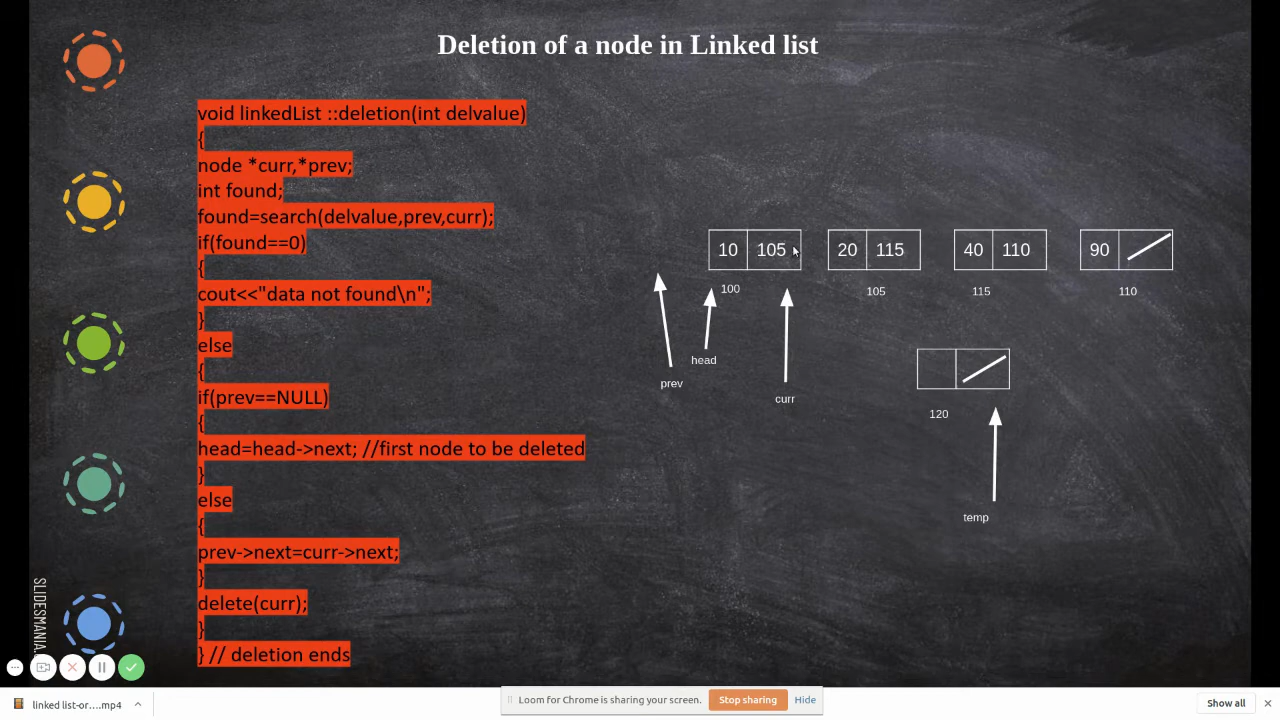 Deletion of a node in Linked list
void linkedList ::deletion(int delvalue)
{
node *curr,*prev;
int found;
found=search(delvalue,prev,curr);
if(found==0)
{
cout<<"data not found\n";
}
else
{
if(prev==NULL)
{
head=head->next; //first node to be deleted
}
else
{
prev->next=curr->next;
}
delete(curr);
}
} // deletion ends
10 105 20 115 40 110 90
100 105 115 110
head
prev
curr
120
temp
SLIDESMANIA.
linked list-or....mp4
Loom for Chrome is sharing your screen. Stop sharing Hide
Show all